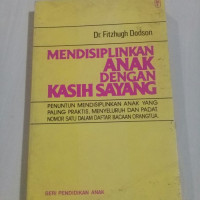 Dr. Fitzhugh Dodson
MENDISIPLINKAN
ANAK
DENGAN
KASIH SAYANG
PENUNTUN MENDISIPLINKAN ANAK YANG
PALING PRAKTIS, MENYELURUH DAN PADAT.
NOMOR SATU DALAM DAFTAR BACAAN ORANGTUA.
SERI PENDIDIKAN ANAK